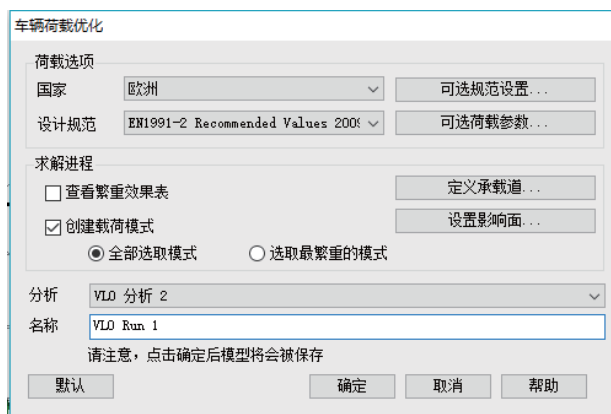 车辆荷载优化
荷载选项
国家 欧洲 可选规范设置...
设计规范 EN1991-2 Recommended Values 2009 可选荷载参数...
求解进程
查看繁重效果表 定义承载道...
创建载荷模式 设置影响面...
全部选取模式 选取最繁重的模式
分析 VLO 分析 2
名称 VLO Run 1
请注意，点击确定后模型将会被保存
默认 确定 取消 帮助